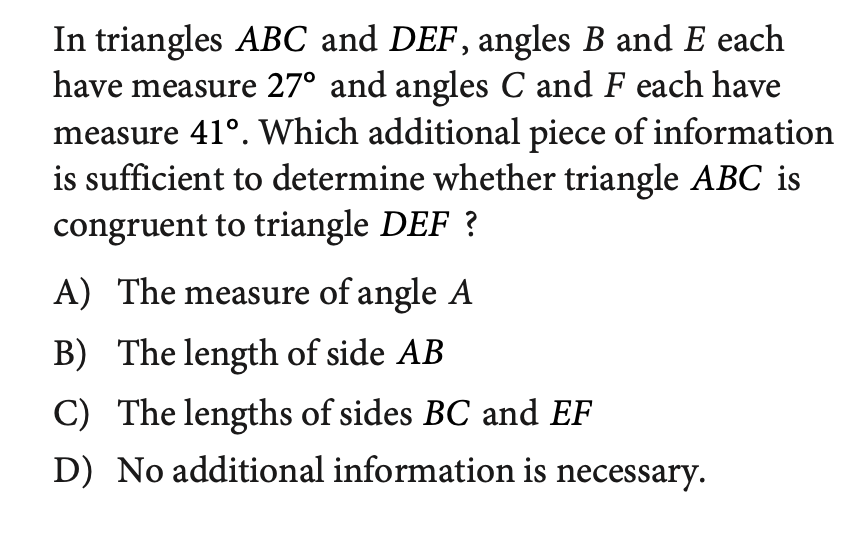 In triangles ABC and DEF, angles B and E each
have measure 27° and angles C and F each have
measure 41°. Which additional piece of information
is sufficient to determine whether triangle ABC is
congruent to triangle DEF ?
A) The measure of angle A
B) The length of side AB
C) The lengths of sides BC and EF
D) No additional information is necessary.